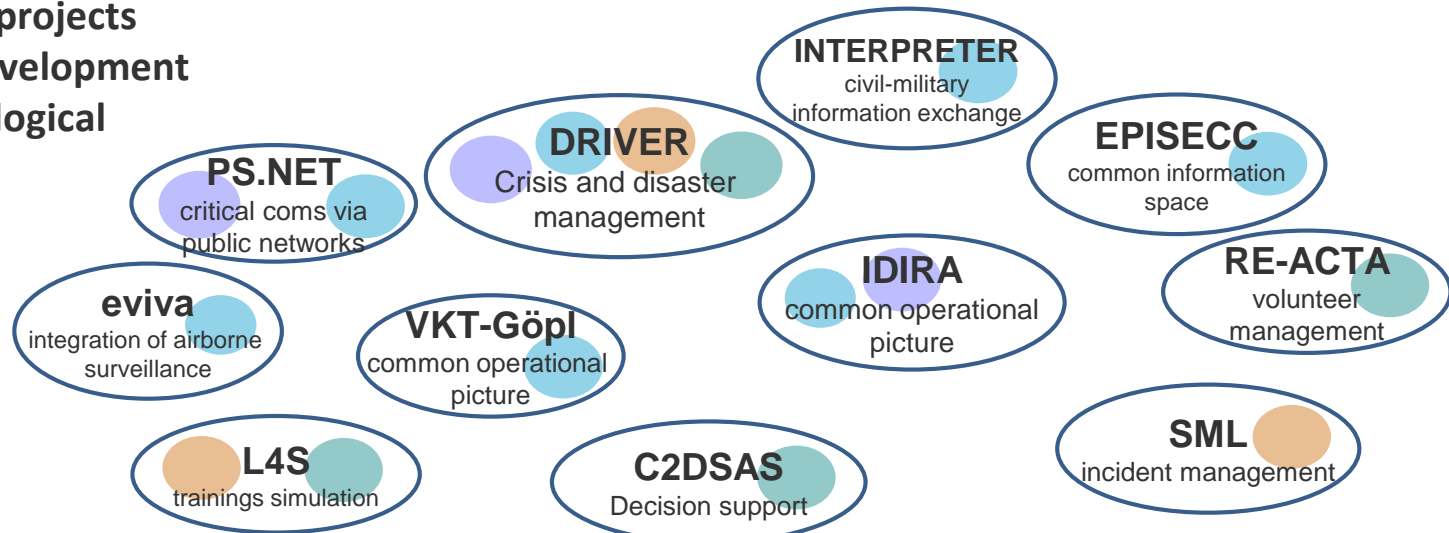 projects
velopment
logical
INTERPRETER
civil-military
information exchange
DRIVER
Crisis and disaster
management
EPISECC
common information
space
PS.NET
critical coms via
public networks
IDIRA
common operational
picture
RE-ACTA
volunteer
management
eviva
integration of airborne
surveillance
VKT-Göpl
common operational
picture
L4S
trainings simulation
C2DSAS
Decision support
SML
incident management